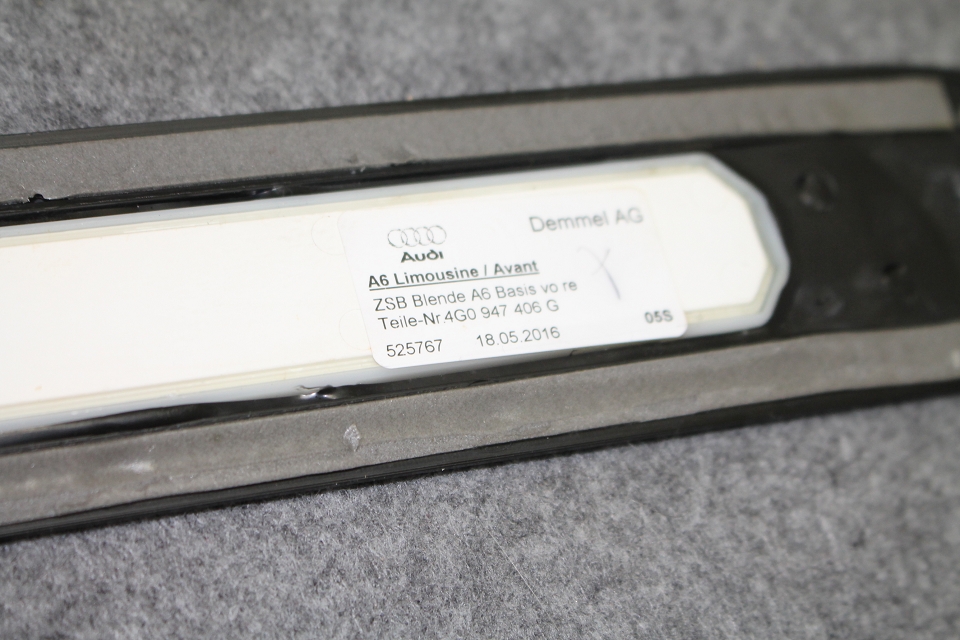 Demmel AG
Audi
A6 Limousine / Avant
ZSB Blende A6 Basis vo re
Teile-Nr.4G0 947 406 G
05S
525767 18.05.2016